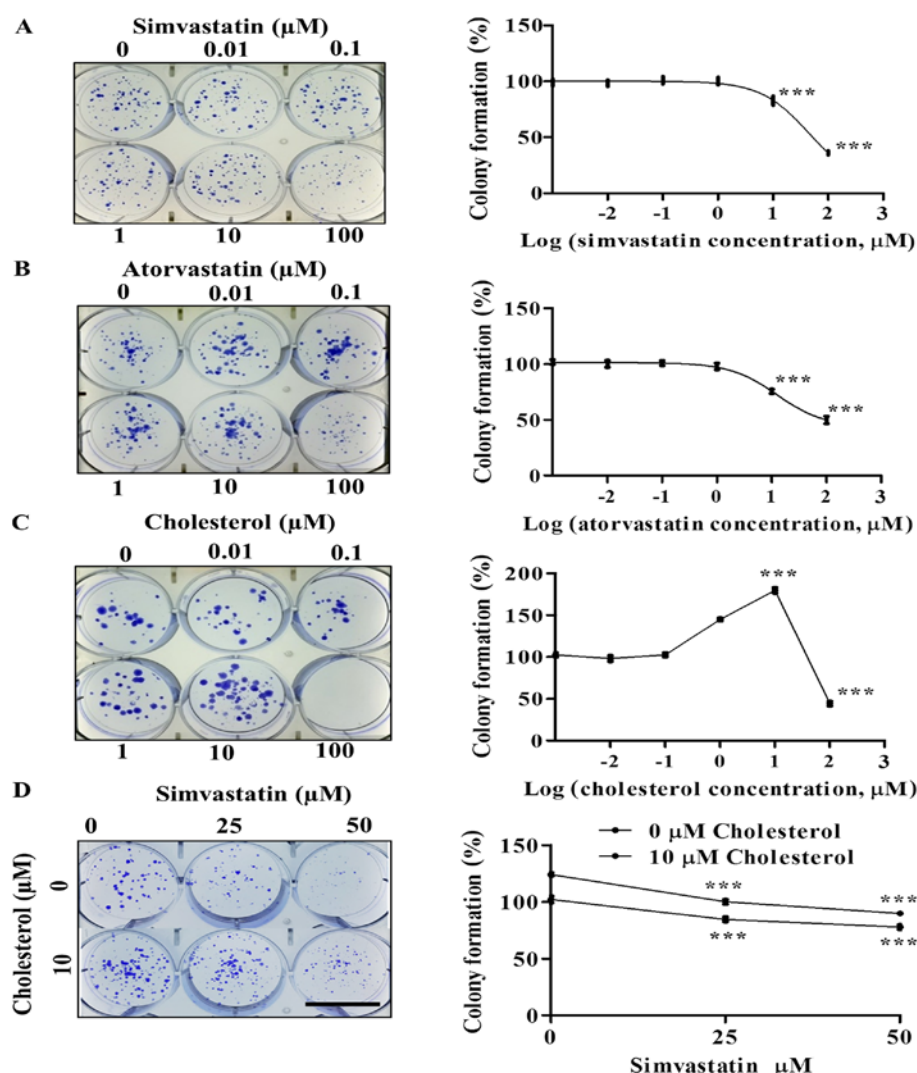 A
Simvastatin (µM)
0 0.01 0.1
1 10 100
Colony formation (%)
150
100
50
0
***
***
-2 -1 0 1 2 3
Log (simvastatin concentration, µM)
B
Atorvastatin (µM)
0 0.01 0.1
1 10 100
Colony formation (%)
150
100
50
0
***
***
-2 -1 0 1 2 3
Log (atorvastatin concentration, µM)
C
Cholesterol (µM)
0 0.01 0.1
1 10 100
Colony formation (%)
200
150
100
50
0
***
***
-2 -1 0 1 2 3
Log (cholesterol concentration, µM)
D
Simvastatin (µM)
0 25 50
Cholesterol (µM)
0
10
Colony formation (%)
150
100
50
0
0 µM Cholesterol
10 µM Cholesterol
***
***
***
***
0 25 50
Simvastatin µM